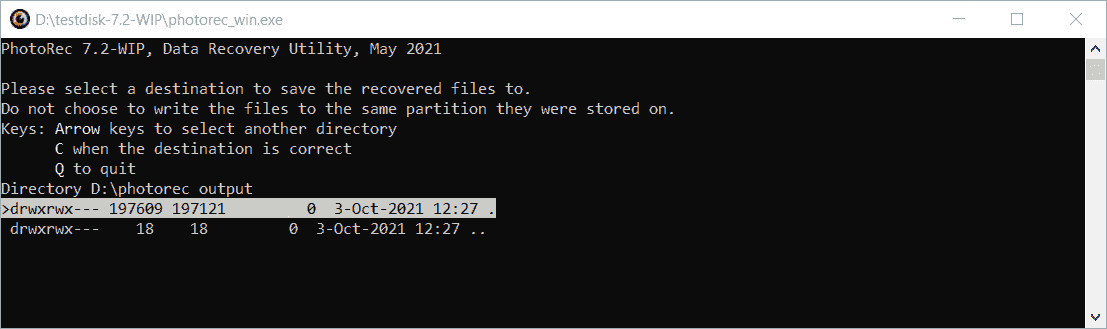 D:\testdisk-7.2-WIP\photorec_win.exe
PhotoRec 7.2-WIP, Data Recovery Utility, May 2021
Please select a destination to save the recovered files to.
Do not choose to write the files to the same partition they were stored on.
Keys: Arrow keys to select another directory
      C when the destination is correct
      Q to quit
Directory D:\photorec output
>drwxrwx--- 197609 197121         0  3-Oct-2021 12:27 .
 drwxrwx---    18    18         0  3-Oct-2021 12:27 ..